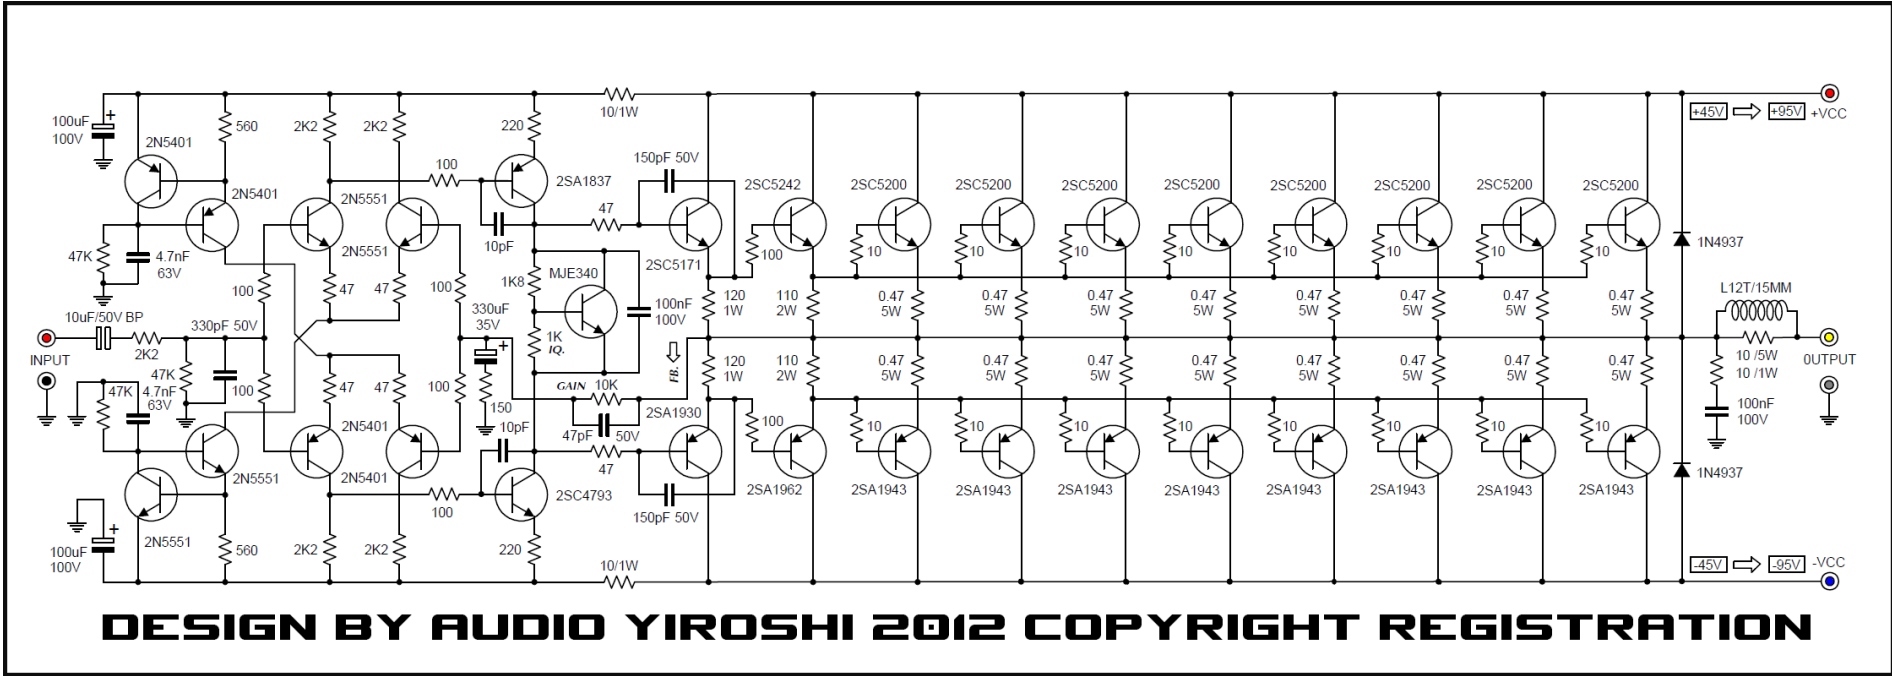 100uF
100V
+
2N5401
560
2K2
2K2
220
10/1W
+45V
+95V
+VCC
100
150pF 50V
2N5401
2N5551
2SA1837
2SC5242
2SC5200
2SC5200
2SC5200
2SC5200
2SC5200
2SC5200
2SC5200
2SC5200
47K
4.7nF
63V
2N5551
10pF
47
2SC5171
100
10
10
10
10
10
10
10
10
1N4937
100
47
47
100
1K8
MJE340
100nF
100V
330uF
35V
+
120
1W
110
2W
0.47
5W
0.47
5W
0.47
5W
0.47
5W
0.47
5W
0.47
5W
0.47
5W
0.47
5W
L12T/15MM
10uF/50V BP
330pF 50V
INPUT
2K2
1K
IQ.
FB.
10 /5W
10 /1W
OUTPUT
47K
47K
4.7nF
63V
100
47
47
100
150
GAIN
10K
120
1W
110
2W
0.47
5W
0.47
5W
0.47
5W
0.47
5W
0.47
5W
0.47
5W
0.47
5W
0.47
5W
100nF
100V
2N5401
10pF
47pF
50V
2SA1930
100
10
10
10
10
10
10
10
10
2N5551
2N5401
47
2SC4793
2SA1962
2SA1943
2SA1943
2SA1943
2SA1943
2SA1943
2SA1943
2SA1943
2SA1943
1N4937
100
150pF 50V
+
100uF
100V
2N5551
560
2K2
2K2
220
10/1W
-45V
-95V
-VCC
DESIGN BY AUDIO YIROSHI 2012 COPYRIGHT REGISTRATION